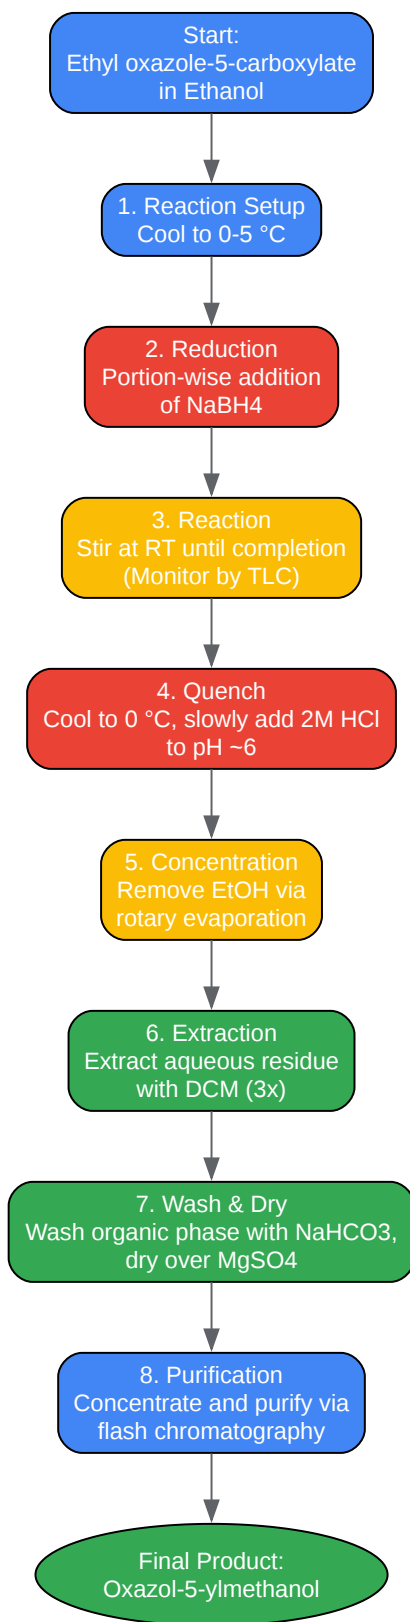 Start:
Ethyl oxazole-5-carboxylate
in Ethanol
1. Reaction Setup
Cool to 0-5 °C
2. Reduction
Portion-wise addition
of NaBH4
3. Reaction
Stir at RT until completion
(Monitor by TLC)
4. Quench
Cool to 0 °C, slowly add 2M HCl
to pH ~6
5. Concentration
Remove EtOH via
rotary evaporation
6. Extraction
Extract aqueous residue
with DCM (3x)
7. Wash & Dry
Wash organic phase with NaHCO3,
dry over MgSO4
8. Purification
Concentrate and purify via
flash chromatography
Final Product:
Oxazol-5-ylmethanol